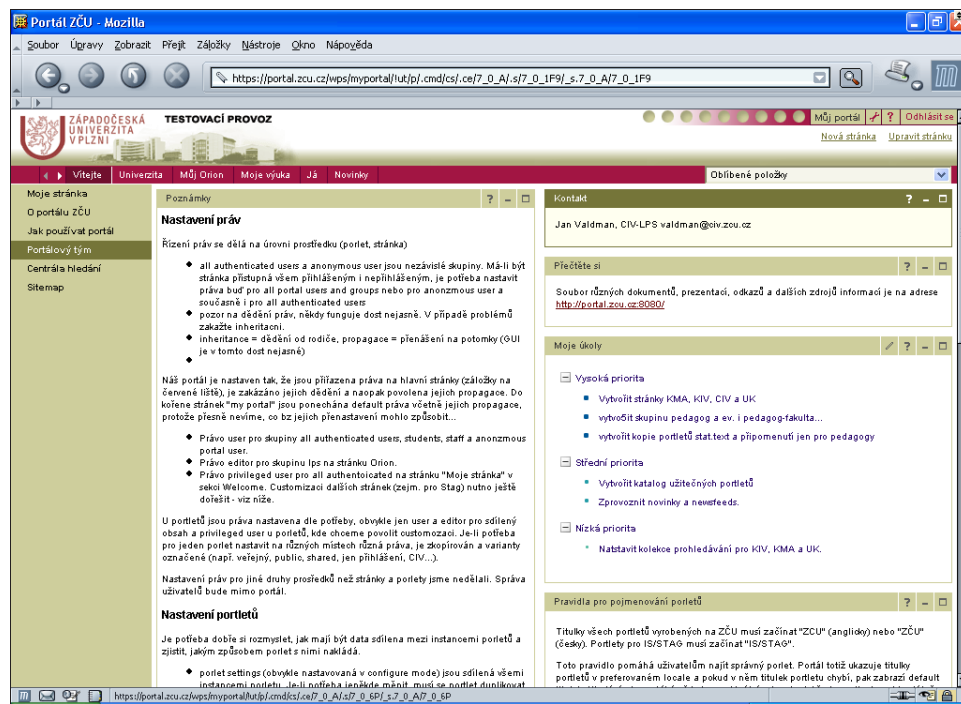 Portál ZČU - Mozilla
Soubor Úpravy Zobrazit Přejít Záložky Nástroje Okno Nápověda
https://portal.zcu.cz/wps/myportal/!ut/p/.cmd/cs/.ce/7_0_A/.s/7_0_1F9/_s.7_0_A/7_0_1F9
ZÁPADOČESKÁ
UNIVERZITA
V PLZNI
TESTOVACÍ PROVOZ
Můj portál ? Odhlásit se
Nová stránka Upravit stránku
Vítejte Univerzita Můj Orion Moje výuka Já Novinky
Oblíbené položky
Moje stránka
O portálu ZČU
Jak používat portál
Portálový tým
Centrála hledání
Sitemap
Poznámky
Nastavení práv
Řízení práv se dělá na úrovni prostředku (porlet, stránka)
all authenticated users a anonymous user jsou nezávislé skupiny. Má-li být
stránka přístupná všem přihlášeným i nepřihlášeným, je potřeba nastavit
práva buď pro all portal users and groups nebo pro anonzmous user a
současně i pro all authenticated users
pozor na dědění práv, někdy funguje dost nejasně. V případě problémů
zakažte inheritacni.
inheritance = dědění od rodiče, propagace = přenášení na potomky (GUI
je v tomto dost nejasné)
Náš portál je nastaven tak, že jsou přiřazena práva na hlavní stránky (záložky na
červené liště), je zakázáno jejich dědění a naopak povolena jejich propagace. Do
kořene stránek "my portal" jsou ponechána default práva včetně jejich propagace,
protože přesně nevíme, co bz jejich přenastavení mohlo způsobit...
Právo user pro skupiny all authenticated users, students, staff a anonzmous
portal user.
Právo editor pro skupinu lps na stránku Orion.
Právo privileged user pro all authentoicated na stránku "Moje stránka" v
sekci Welcome. Customizaci dalších stránek (zejm. pro Stag) nutno ještě
dořešit - viz níže.
U portletů jsou práva nastavena dle potřeby, obvykle jen user a editor pro sdílený
obsah a privileged user u porletů, kde chceme povolit customozaci. Je-li potřeba
pro jeden porlet nastavit na různých místech různá práva, je zkopírován a varianty
označené (např. veřejný, public, shared, jen přihlášení, CIV...).
Nastavení práv pro jiné druhy prosředků než stránky a porlety jsme nedělali. Správa
uživatelů bude mimo portál.
Nastavení portletů
Je potřeba dobře si rozmyslet, jak mají být data sdílena mezi instancemi porletů a
zjistit, jakým způsobem porlet s nimi nakládá.
porlet settings (obvykle nastavovaná v configure mode) jsou sdílená všemi
instancemi porletu. Je-li potřeba je někde měnit, musí se portlet duplikovat
Kontakt
Jan Valdman, CIV-LPS valdman@civ.zcu.cz
Přečtěte si
Soubor různých dokumentů, prezentací, odkazů a dalších zdrojů informací je na adrese
http://portal.zcu.cz:8080/
Moje úkoly
Vysoká priorita
Vytvořit stránky KMA, KIV, CIV a UK
vytvo5it skupinu pedagog a ev. i pedagog-fakulta...
vytvořit kopie portletů stat.text a připomenutí jen pro pedagogy
Střední priorita
Vytvořit katalog užitečných portletů
Zprovoznit novinky a newsfeeds.
Nízká priorita
Natstavit kolekce prohledávání pro KIV, KMA a UK.
Pravidla pro pojmenování porletů
Titulky všech portletů vyrobených na ZČU musí začínat "ZCU" (anglicky) nebo "ZČU"
(česky). Portlety pro IS/STAG musí začínat "IS/STAG".
Toto pravidlo pomáhá uživatelům najít správný porlet. Portál totiž ukazuje titulky
portletů v preferovaném locale a pokud v něm titulek portletu chybí, pak zabrazí default
https://portal.zcu.cz/wps/myportal/!ut/p/.cmd/cs/.ce/7_0_A/.s/7_0_6P/_s.7_0_A/7_0_6P